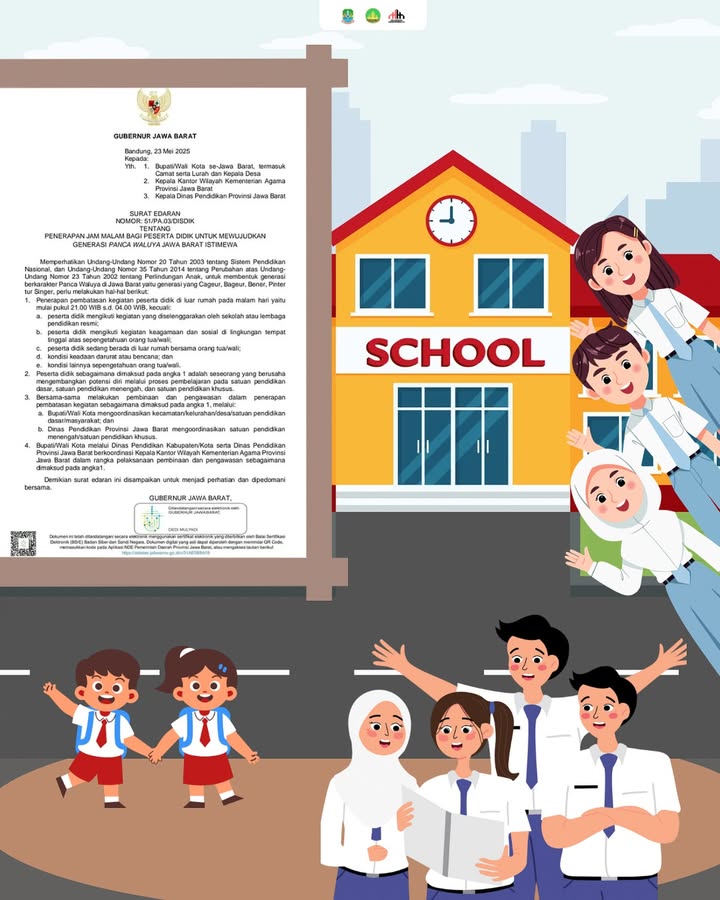 GUBERNUR JAWA BARAT
Bandung, 23 Mei 2025
Kepada:
Yth. 1. Bupati/Wali Kota se-Jawa Barat, termasuk
Camat serta Lurah dan Kepala Desa
2. Kepala Kantor Wilayah Kementerian Agama
Provinsi Jawa Barat
3. Kepala Dinas Pendidikan Provinsi Jawa Barat
SURAT EDARAN
NOMOR: 51/PA.03/DISDIK
TENTANG
PENERAPAN JAM MALAM BAGI PESERTA DIDIK UNTUK MEWUJUDKAN
GENERASI PANCA WALUYA JAWA BARAT ISTIMEWA
Memperhatikan Undang-Undang Nomor 20 Tahun 2003 tentang Sistem Pendidikan
Nasional, dan Undang-Undang Nomor 35 Tahun 2014 tentang Perubahan atas Undang-
Undang Nomor 23 Tahun 2002 tentang Perlindungan Anak, untuk membentuk generasi
berkarakter Panca Waluya di Jawa Barat yaitu generasi yang Cageur, Bageur, Bener, Pinter
tur Singer, perlu melakukan hal-hal berikut:
1. Penerapan pembatasan kegiatan peserta didik di luar rumah pada malam hari yaitu
mulai pukul 21.00 WIB s.d. 04.00 WIB, kecuali:
a. peserta didik mengikuti kegiatan yang diselenggarakan oleh sekolah atau lembaga
pendidikan resmi;
b. peserta didik mengikuti kegiatan keagamaan dan sosial di lingkungan tempat
tinggal atas sepengetahuan orang tua/wali;
c. peserta didik sedang berada di luar rumah bersama orang tua/wali;
d. kondisi keadaan darurat atau bencana; dan
e. kondisi lainnya sepengetahuan orang tua/wali.
2. Peserta didik sebagaimana dimaksud pada angka 1 adalah seseorang yang berusaha
mengembangkan potensi diri melalui proses pembelajaran pada satuan pendidikan
dasar, satuan pendidikan menengah, dan satuan pendidikan khusus.
3. Bersama-sama melakukan pembinaan dan pengawasan dalam penerapan
pembatasan kegiatan sebagaimana dimaksud pada angka 1, melalui:
a. Bupati/Wali Kota mengoordinasikan kecamatan/kelurahan/desa/satuan pendidikan
dasar/masyarakat; dan
b. Dinas Pendidikan Provinsi Jawa Barat mengoordinasikan satuan pendidikan
menengah/satuan pendidikan khusus.
4. Bupati/Wali Kota melalui Dinas Pendidikan Kabupaten/Kota serta Dinas Pendidikan
Provinsi Jawa Barat berkoordinasi Kepala Kantor Wilayah Kementerian Agama Provinsi
Jawa Barat dalam rangka pelaksanaan pembinaan dan pengawasan sebagaimana
dimaksud pada angka1.
Demikian surat edaran ini disampaikan untuk menjadi perhatian dan dipedomani
bersama.
GUBERNUR JAWA BARAT,
Ditandatangani secara elektronik oleh:
GUBERNUR JAWA BARAT,
DEDI MULYADI
Dokumen ini telah ditandatangani secara elektronik menggunakan sertifikat elektronik yang diterbitkan oleh Balai Sertifikasi
Elektronik (BSrE) Badan Siber dan Sandi Negara. Dokumen digital yang asli dapat diperoleh dengan memindai QR Code,
memasukkan kode pada Aplikasi NDE Pemerintah Daerah Provinsi Jawa Barat, atau mengakses tautan berikut
SCHOOL